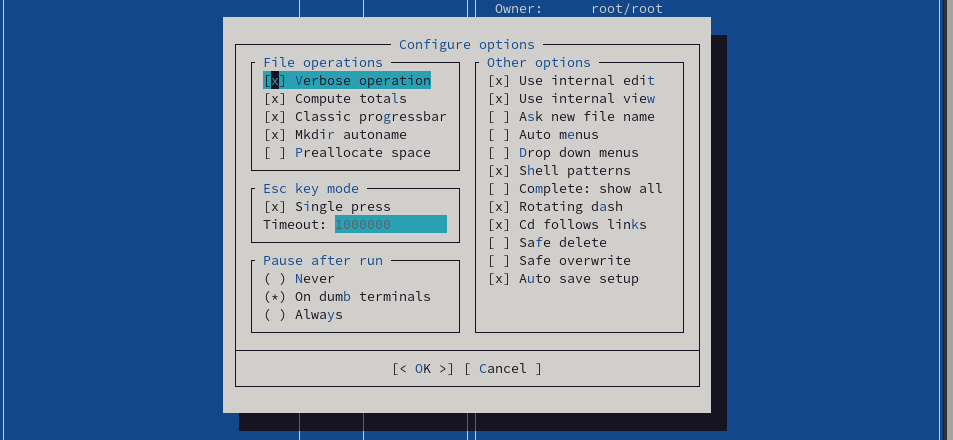 Owner: root/root
Configure options
File operations
[x] Verbose operation
[x] Compute totals
[x] Classic progressbar
[x] Mkdir autoname
[ ] Preallocate space
Esc key mode
[x] Single press
Timeout: 1000000
Pause after run
( ) Never
(*) On dumb terminals
( ) Always
Other options
[x] Use internal edit
[x] Use internal view
[ ] Ask new file name
[ ] Auto menus
[ ] Drop down menus
[x] Shell patterns
[ ] Complete: show all
[x] Rotating dash
[x] Cd follows links
[ ] Safe delete
[ ] Safe overwrite
[x] Auto save setup
[< OK >] [ Cancel ]